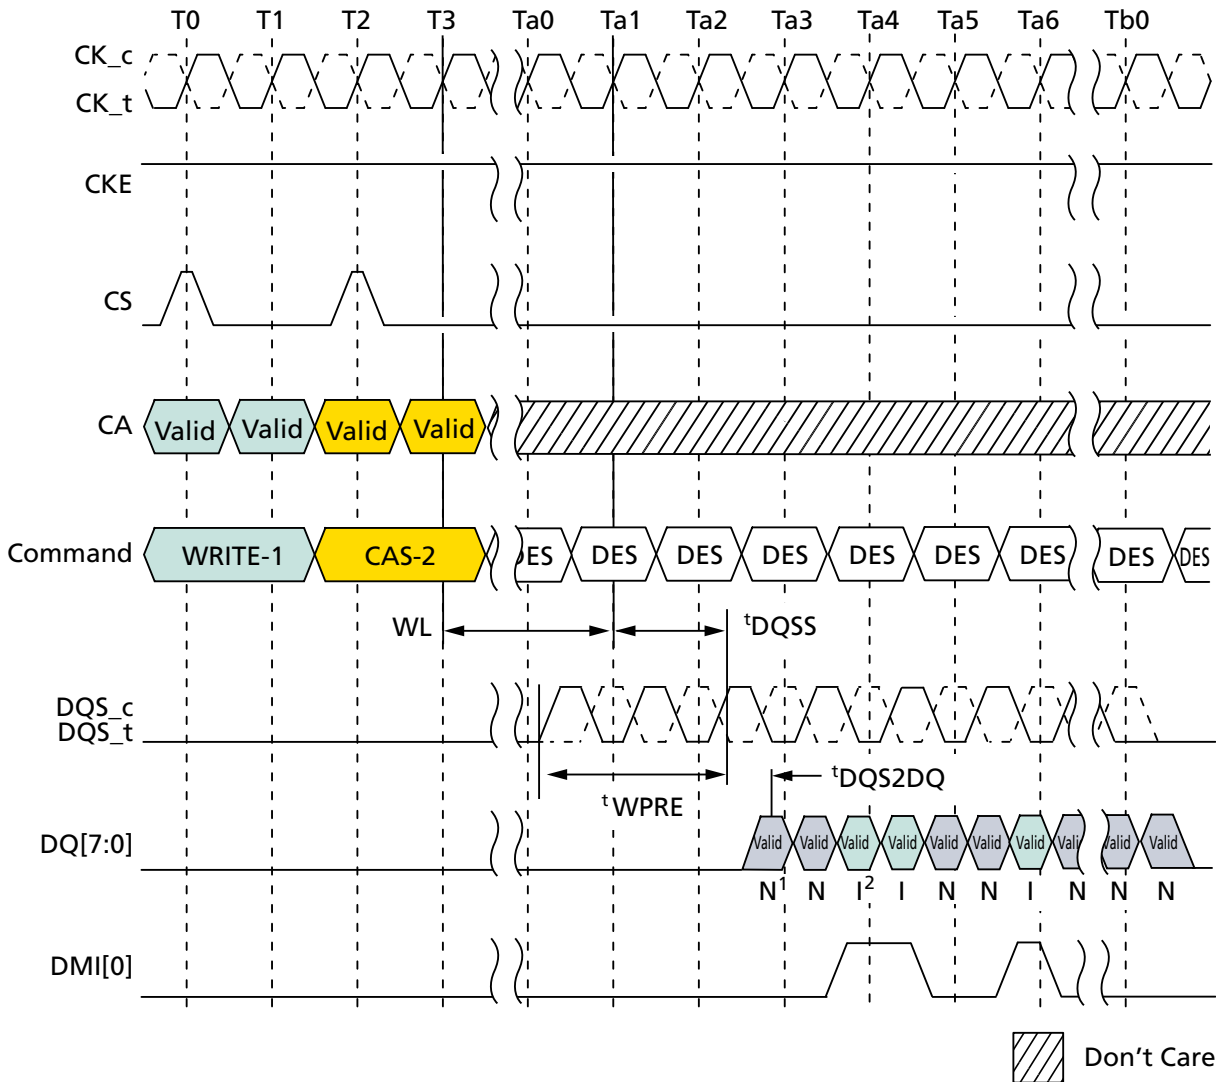 T0 T1 T2 T3 Ta0 Ta1 Ta2 Ta3 Ta4 Ta5 Ta6 Tb0
CK_c
CK_t
CKE
CS
CA Valid Valid Valid Valid
Command WRITE-1 CAS-2 DES DES DES DES DES DES DES DES DES
WL tDQSS
DQS_c
DQS_t
tDQS2DQ
tWPRE
DQ[7:0] Valid Valid Valid Valid Valid Valid Valid Vali Valid Valid
N1 N I2 I N N I N N N
DMI[0]
Don't Care